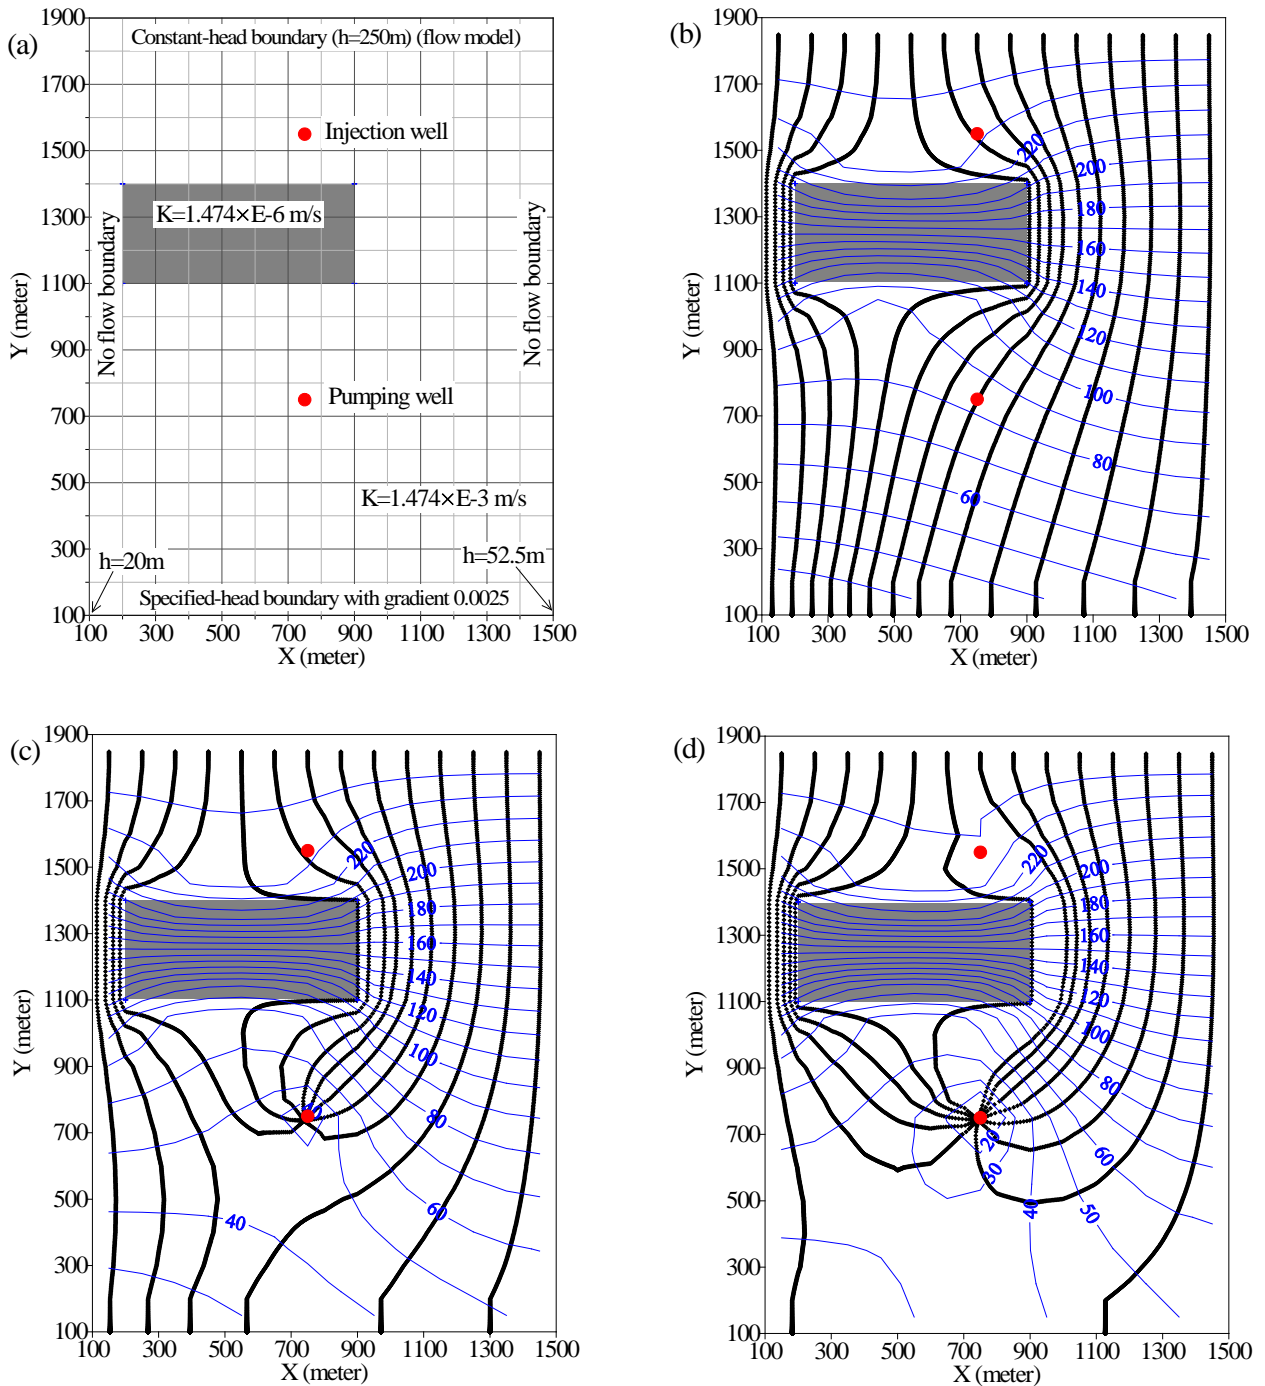 (a)
1900
1700
1500
1300
1100
900
700
500
300
100
Y (meter)
Constant-head boundary (h=250m) (flow model)
Injection well
K=1.474×E-6 m/s
No flow boundary
No flow boundary
Pumping well
K=1.474×E-3 m/s
h=20m
h=52.5m
Specified-head boundary with gradient 0.0025
100 300 500 700 900 1100 1300 1500
X (meter)
(b)
1900
1700
1500
1300
1100
900
700
500
300
100
Y (meter)
220
200
180
160
140
120
100
80
60
100 300 500 700 900 1100 1300 1500
X (meter)
(c)
1900
1700
1500
1300
1100
900
700
500
300
100
Y (meter)
220
200
180
160
140
120
100
80
60
40
100 300 500 700 900 1100 1300 1500
X (meter)
(d)
1900
1700
1500
1300
1100
900
700
500
300
100
Y (meter)
220
200
180
160
140
120
100
80
60
50
40
30
20
100 300 500 700 900 1100 1300 1500
X (meter)